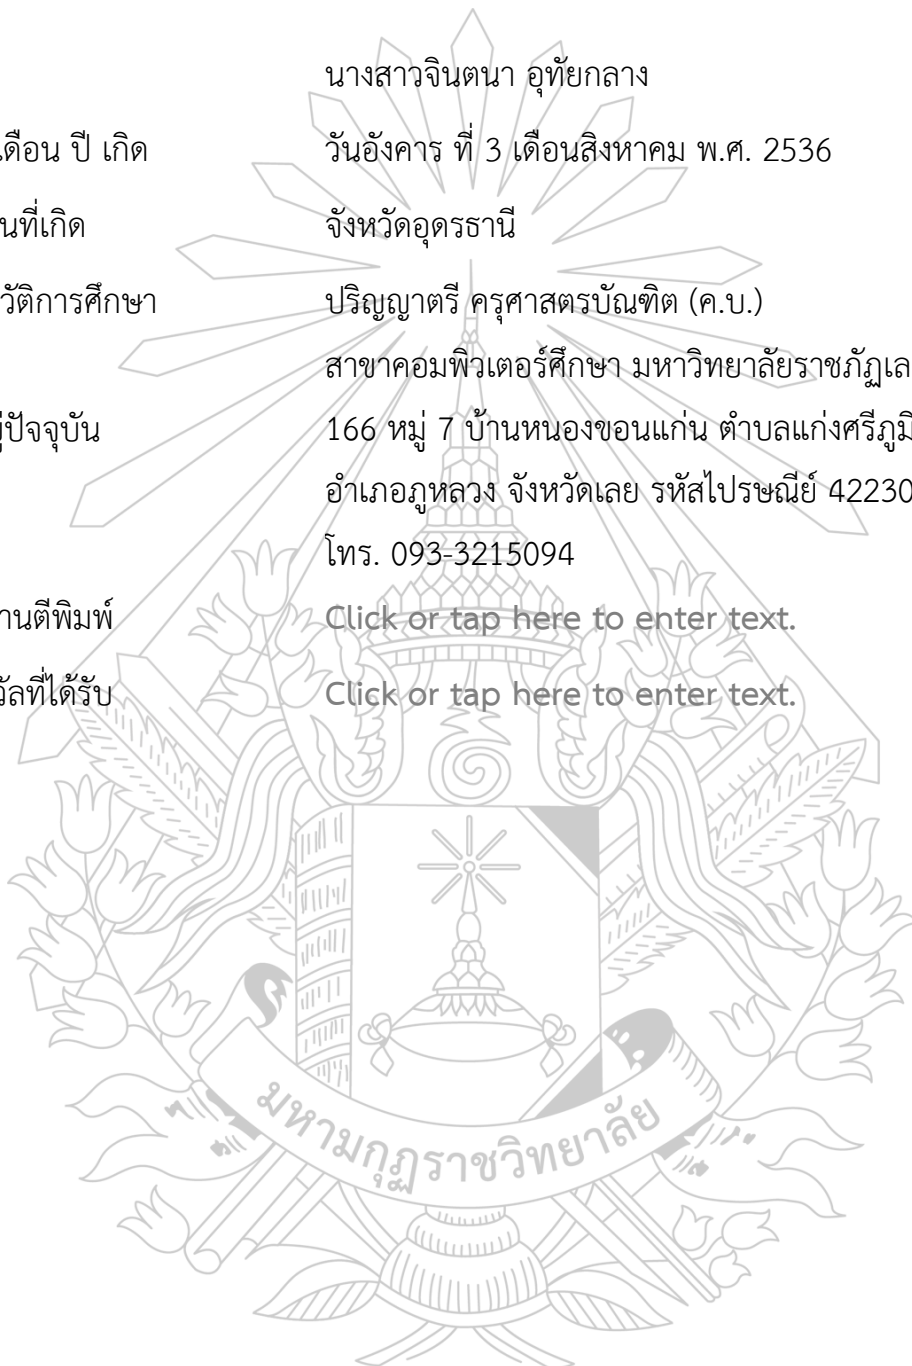 นางสาวจินตนา อุทัยกลาง
เดือน ปี เกิด วันอังคาร ที่ 3 เดือนสิงหาคม พ.ศ. 2536
นที่เกิด จังหวัดอุดรธานี
วัติการศึกษา ปริญญาตรี ครุศาสตรบัณฑิต (ค.บ.)
สาขาคอมพิวเตอร์ศึกษา มหาวิทยาลัยราชภัฏเล
ปัจจุบัน 166 หมู่ 7 บ้านหนองขอนแก่น ตำบลแก่งศรีภูมิ
อำเภอภูหลวง จังหวัดเลย รหัสไปรษณีย์ 42230
โทร. 093-3215094
านตีพิมพ์ Click or tap here to enter text.
วัลที่ได้รับ Click or tap here to enter text.
มหามกุฏราชวิทยาลัย